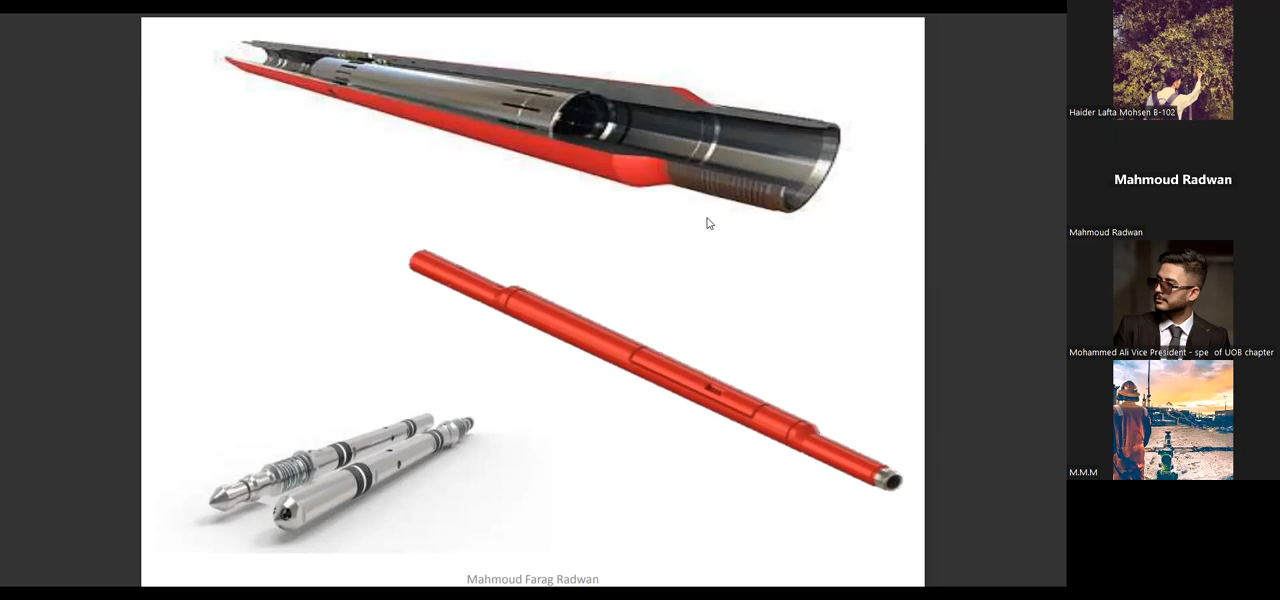 Mahmoud Farag Radwan
Haider Lafta Mohsen B-102
Mahmoud Radwan
Mahmoud Radwan
Mohammed Ali Vice President - spe of UOB chapter
M.M.M